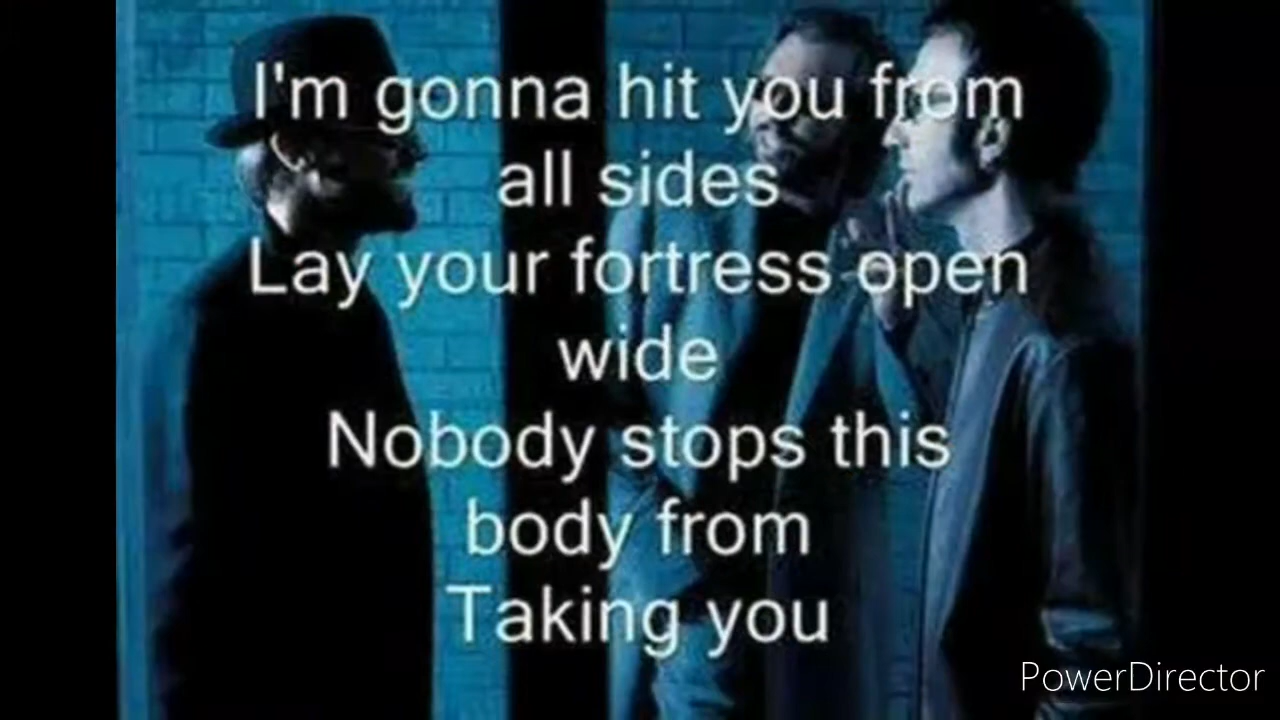 I'm gonna hit you from
all sides
Lay your fortress open
wide
Nobody stops this
body from
Taking you
PowerDirector